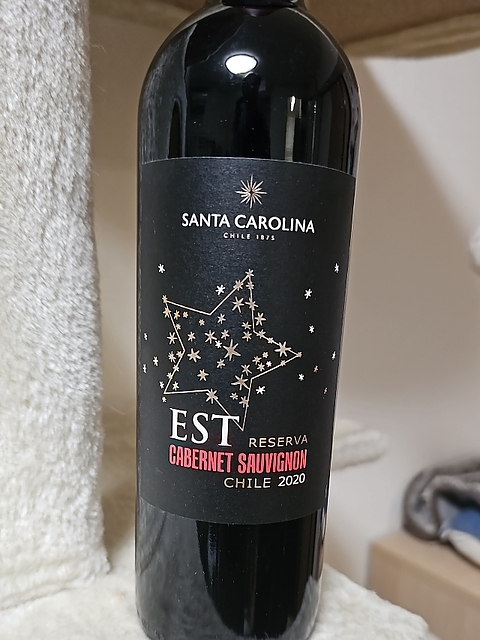 SANTA CAROLINA
CHILE 1875
EST
RESERVA
CABERNET SAUVIGNON
CHILE 2020